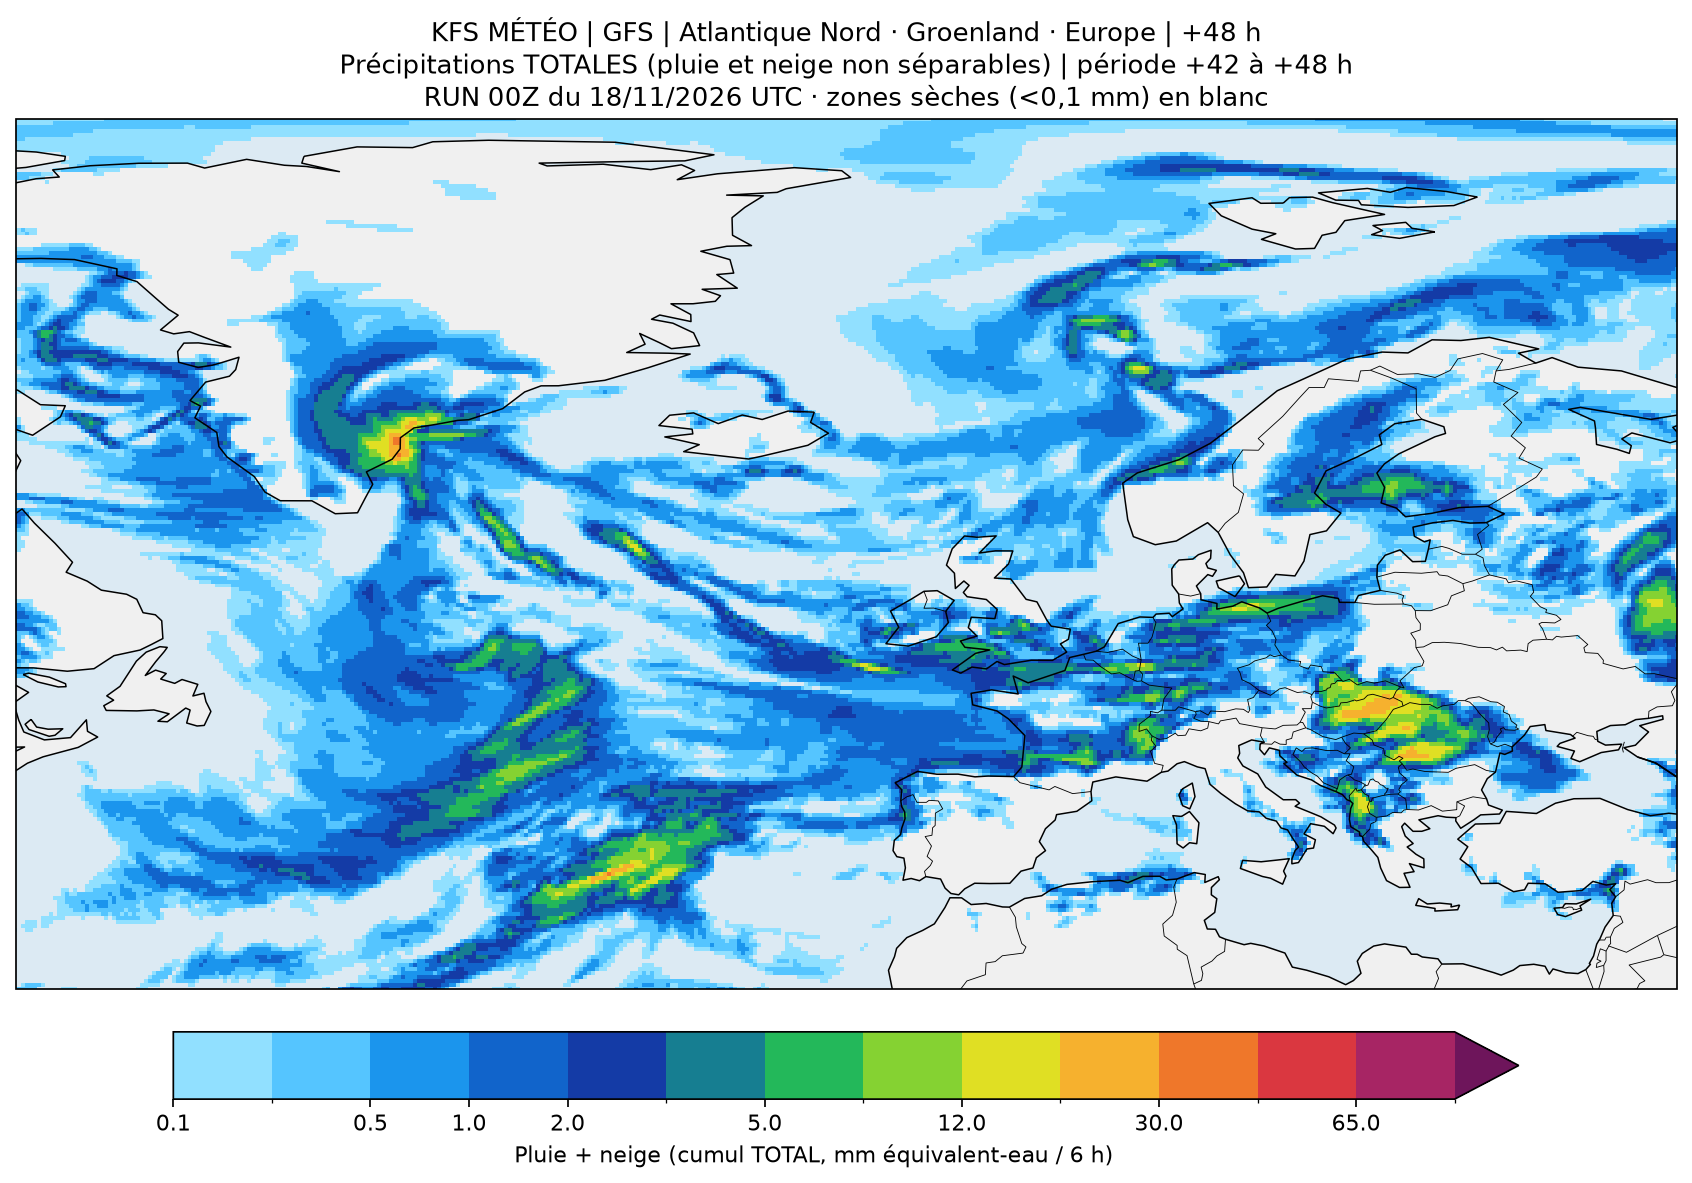 KFS MÉTÉO | GFS | Atlantique Nord · Groenland · Europe | +48 h
Précipitations TOTALES (pluie et neige non séparables) | période +42 à +48 h
RUN 00Z du 18/11/2026 UTC · zones sèches (<0,1 mm) en blanc
0.1 0.5 1.0 2.0 5.0 12.0 30.0 65.0
Pluie + neige (cumul TOTAL, mm équivalent-eau / 6 h)